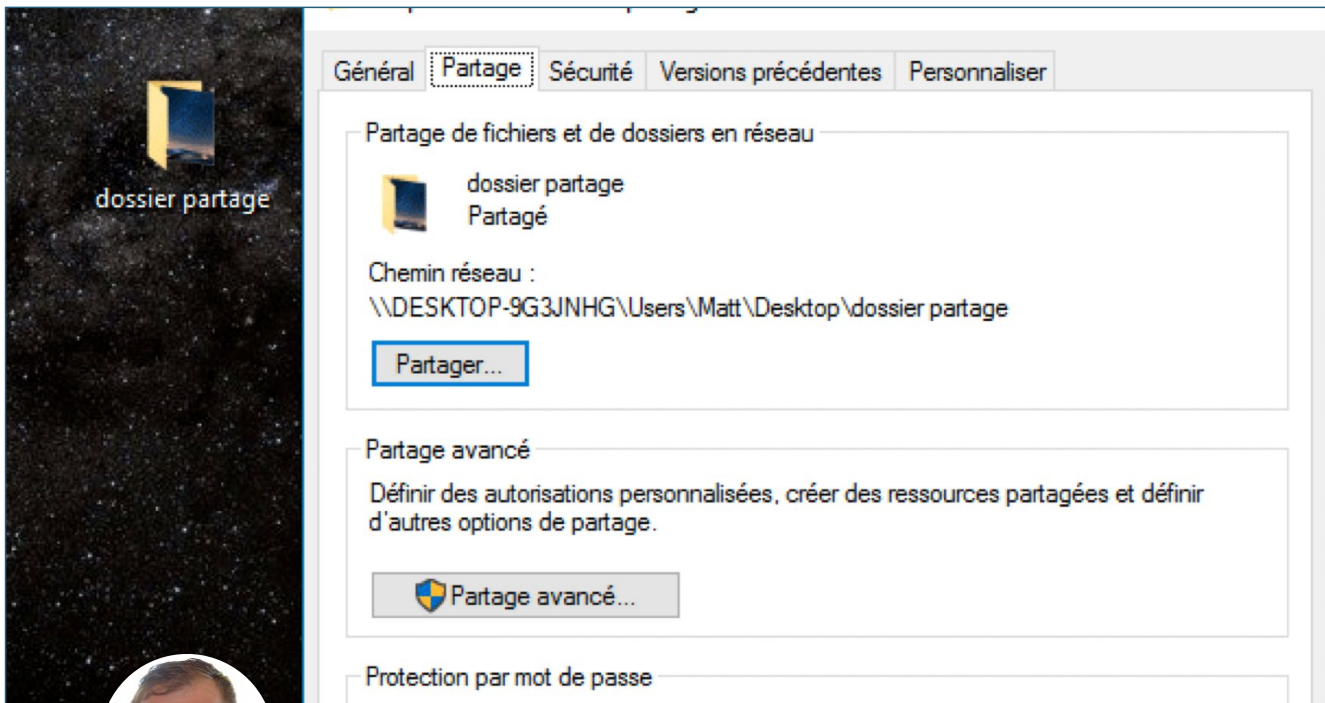 Général Partage Sécurité Versions précédentes Personnaliser
Partage de fichiers et de dossiers en réseau
dossier partage
Partagé
dossier partage
Chemin réseau :
\\DESKTOP-9G3JNHG\Users\Matt\Desktop\dossier partage
Partager...
Partage avancé
Définir des autorisations personnalisées, créer des ressources partagées et définir
d'autres options de partage.
Partage avancé...
Protection par mot de passe